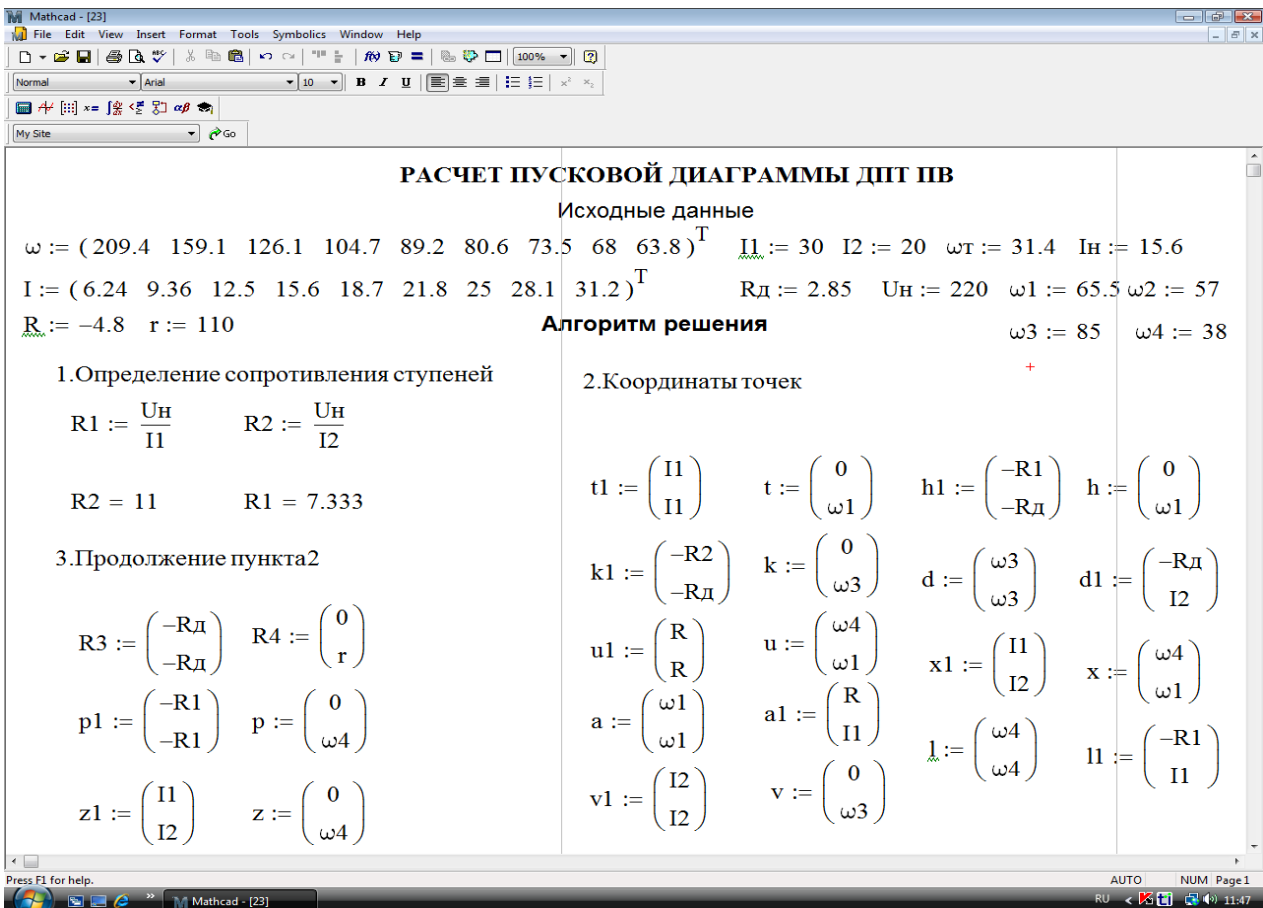 Mathcad - [23]
File Edit View Insert Format Tools Symbolics Window Help
100%
Normal Arial 10 B I U
My Site Go
РАСЧЕТ ПУСКОВОЙ ДИАГРАММЫ ДПТ ПВ
Исходные данные
ω := ( 209.4 159.1 126.1 104.7 89.2 80.6 73.5 68 63.8 )^T I1 := 30 I2 := 20 ωт := 31.4 Iн := 15.6
I := ( 6.24 9.36 12.5 15.6 18.7 21.8 25 28.1 31.2 )^T Rд := 2.85 Uн := 220 ω1 := 65.5 ω2 := 57
R := −4.8 r := 110 Алгоритм решения ω3 := 85 ω4 := 38
1.Определение сопротивления ступеней
R1 := Uн/I1 R2 := Uн/I2
R2 = 11 R1 = 7.333
3.Продолжение пункта2
R3 := (−Rд −Rд) R4 := (0 r)
p1 := (−R1 −R1) p := (0 ω4)
z1 := (I1 I2) z := (0 ω4)
2.Координаты точек
t1 := (I1 I1) t := (0 ω1) h1 := (−R1 −Rд) h := (0 ω1)
k1 := (−R2 −Rд) k := (0 ω3) d := (ω3 ω3) d1 := (−Rд I2)
u1 := (R R) u := (ω4 ω1) x1 := (I1 I2) x := (ω4 ω1)
a := (ω1 ω1) a1 := (R I1) l := (ω4 ω4) l1 := (−R1 I1)
v1 := (I2 I2) v := (0 ω3)
Press F1 for help. AUTO NUM Page 1
Mathcad - [23] RU 11:47